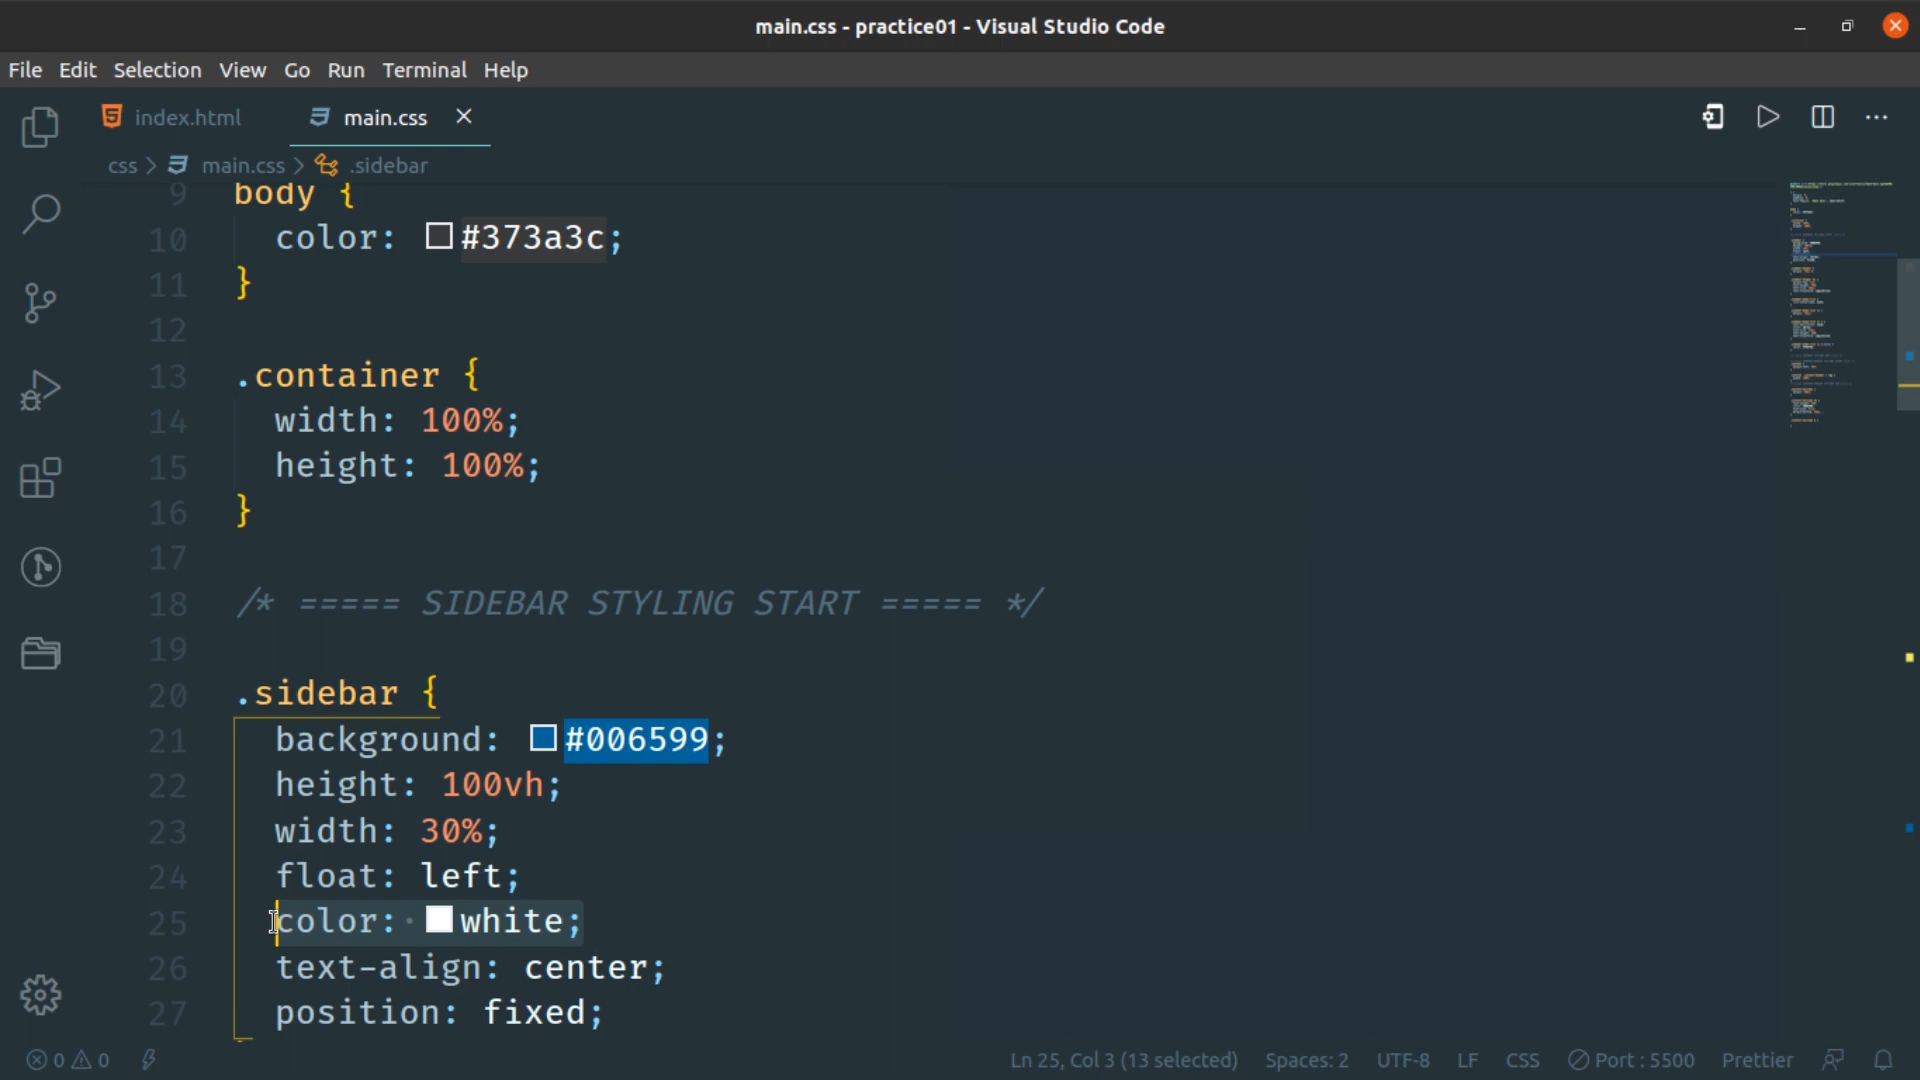 main.css - practice01 - Visual Studio Code
File Edit Selection View Go Run Terminal Help
index.html main.css
css > main.css > .sidebar
9 body {
10 color: #373a3c;
11 }
12
13 .container {
14 width: 100%;
15 height: 100%;
16 }
17
18 /* ===== SIDEBAR STYLING START ===== */
19
20 .sidebar {
21 background: #006599;
22 height: 100vh;
23 width: 30%;
24 float: left;
25 color: white;
26 text-align: center;
27 position: fixed;
0 0 Ln 25, Col 3 (13 selected) Spaces: 2 UTF-8 LF CSS Port : 5500 Prettier